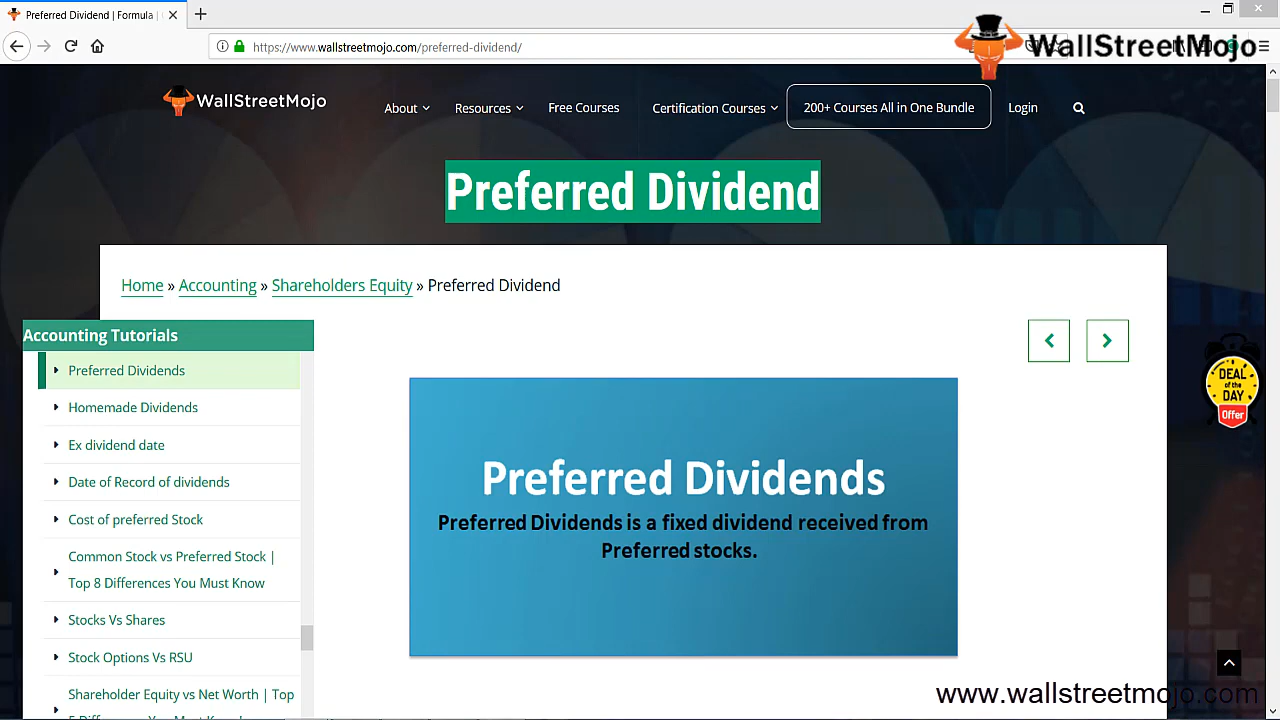 Preferred Dividend | Formula |
https://www.wallstreetmojo.com/preferred-dividend/
WallStreetMojo
WallStreetMojo
About
Resources
Free Courses
Certification Courses
200+ Courses All in One Bundle
Login
Preferred Dividend
Home » Accounting » Shareholders Equity » Preferred Dividend
Accounting Tutorials
Preferred Dividends
Homemade Dividends
Ex dividend date
Date of Record of dividends
Cost of preferred Stock
Common Stock vs Preferred Stock |
Top 8 Differences You Must Know
Stocks Vs Shares
Stock Options Vs RSU
Shareholder Equity vs Net Worth | Top
Preferred Dividends
Preferred Dividends is a fixed dividend received from
Preferred stocks.
DEAL
of the
DAY
Offer
www.wallstreetmojo.com